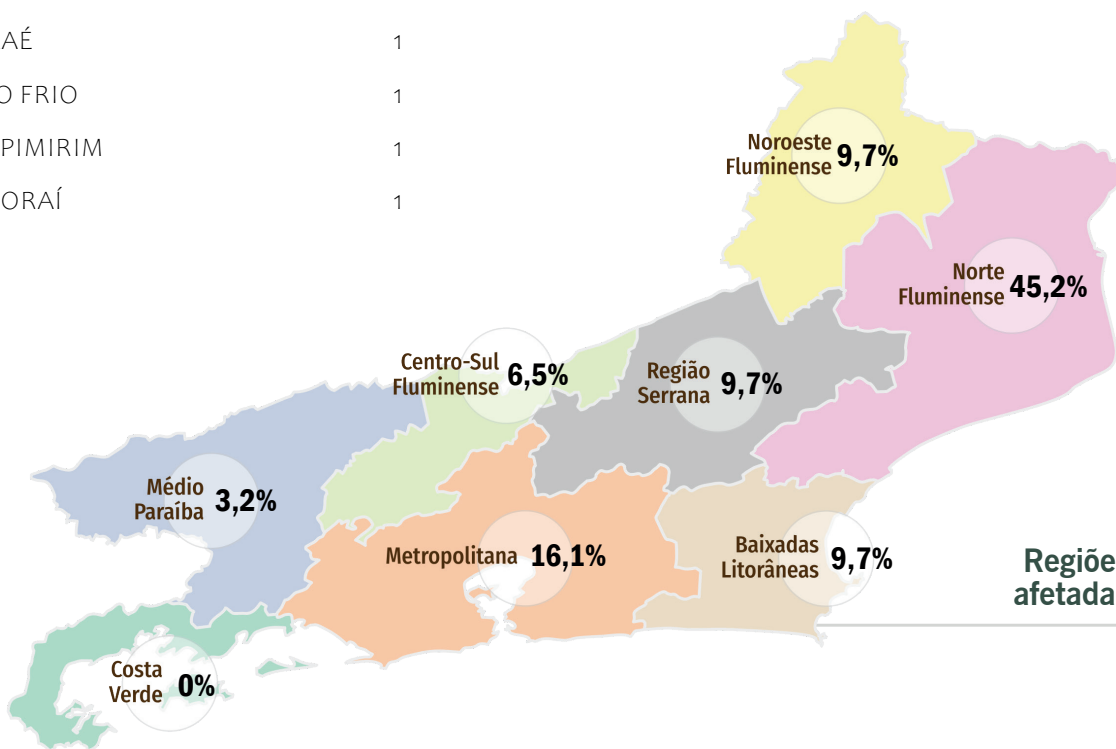 AÉ 1
O FRIO 1
PIMIRIM 1
ORAÍ 1
Noroeste
Fluminense 9,7%
Norte
Fluminense 45,2%
Centro-Sul
Fluminense 6,5%
Região
Serrana 9,7%
Médio
Paraíba 3,2%
Metropolitana 16,1%
Baixadas
Litorâneas 9,7%
Regiõe
afetada
Costa
Verde 0%